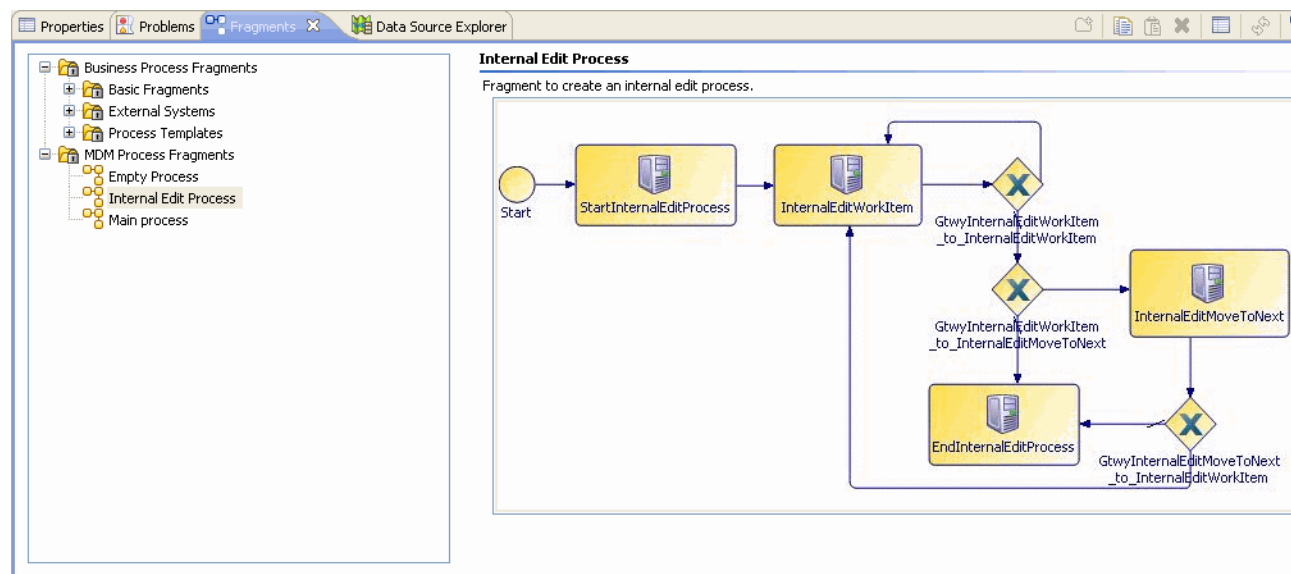 Properties
Problems
Fragments
Data Source Explorer
Business Process Fragments
Basic Fragments
External Systems
Process Templates
MDM Process Fragments
Empty Process
Internal Edit Process
Main process
Internal Edit Process
Fragment to create an internal edit process.
Start
StartInternalEditProcess
InternalEditWorkItem
GtwyInternalEditWorkItem
_to_InternalEditWorkItem
GtwyInternalEditWorkItem
_to_InternalEditMoveToNext
InternalEditMoveToNext
EndInternalEditProcess
GtwyInternalEditMoveToNext
_to_InternalEditWorkItem